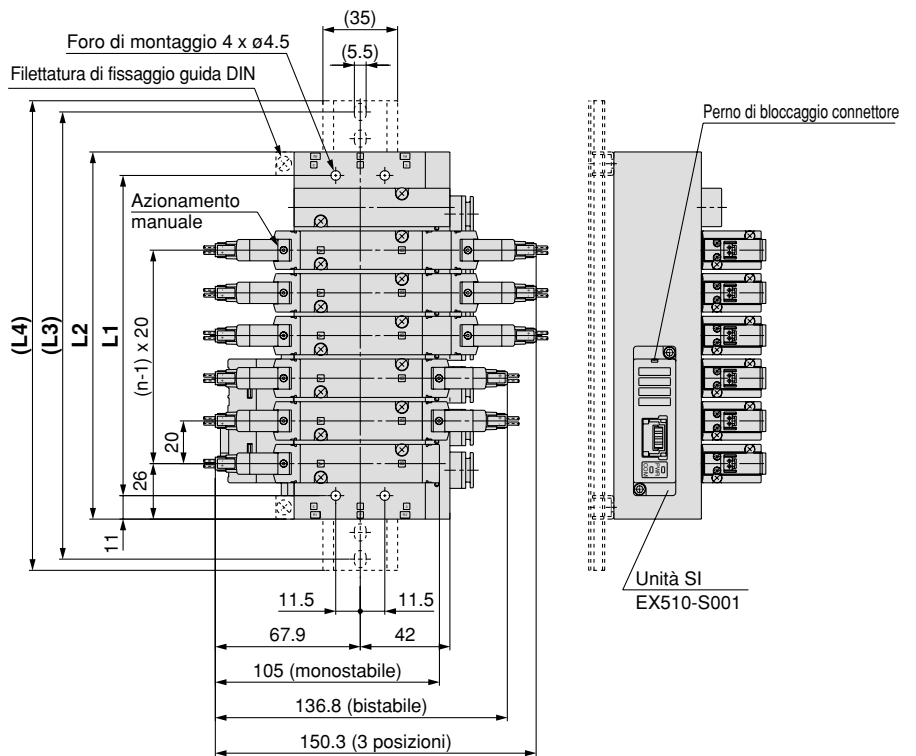 (35)
Foro di montaggio 4 x ø4.5
(5.5)
Filettatura di fissaggio guida DIN
Perno di bloccaggio connettore
Azionamento
manuale
(L4)
(L3)
L2
L1
(n-1) x 20
20
26
11
Unità SI
EX510-S001
11.5
11.5
67.9
42
105 (monostabile)
136.8 (bistabile)
150.3 (3 posizioni)